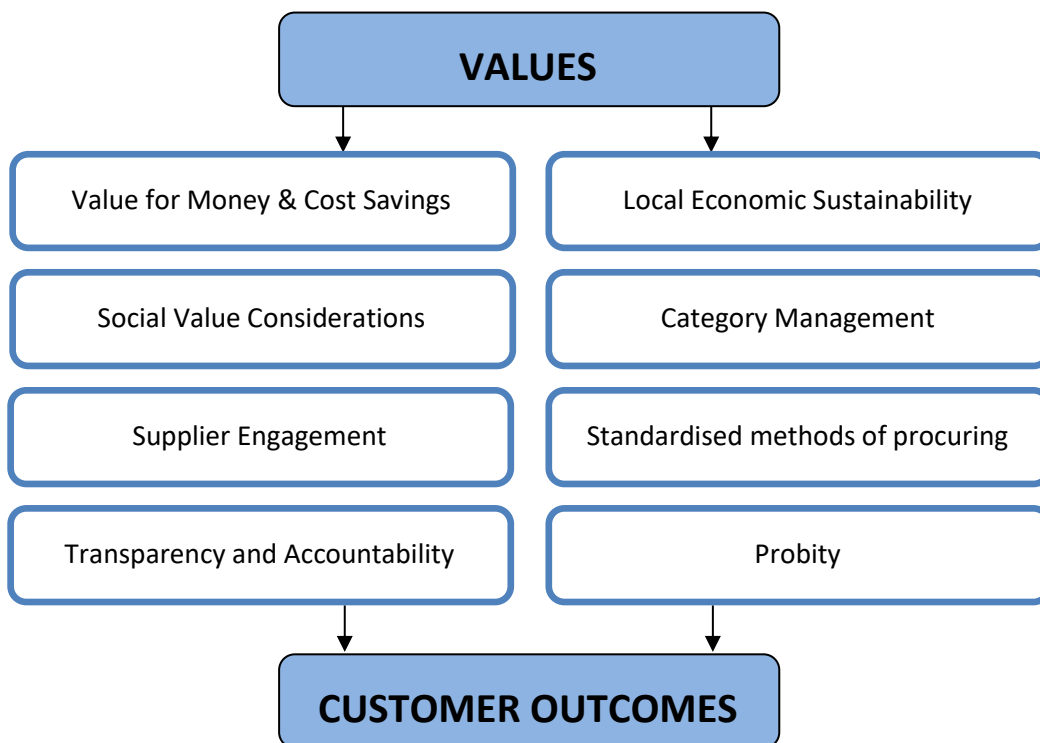 VALUES
Value for Money & Cost Savings
Local Economic Sustainability
Social Value Considerations
Category Management
Supplier Engagement
Standardised methods of procuring
Transparency and Accountability
Probity
CUSTOMER OUTCOMES